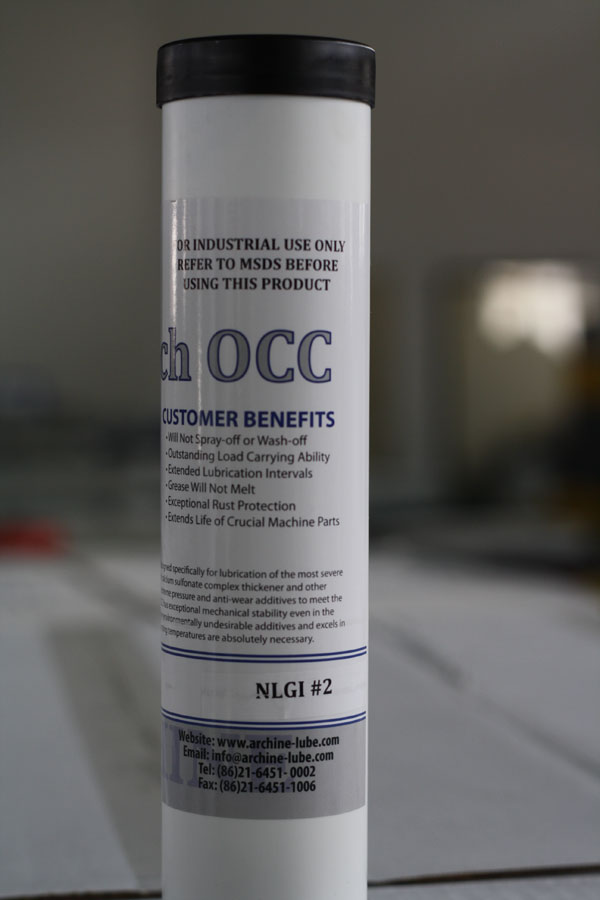 OR INDUSTRIAL USE ONLY
REFER TO MSDS BEFORE
USING THIS PRODUCT
ch OCC
CUSTOMER BENEFITS
-Will Not Spray-off or Wash-off
-Outstanding Load Carrying Ability
-Extended Lubrication Intervals
-Grease Will Not Melt
-Exceptional Rust Protection
-Extends Life of Crucial Machine Parts
specifically for lubrication of the most severe
sulfonate complex thickener and other
pressure and anti-wear additives to meet the
exceptional mechanical stability even in the
environmentally undesirable additives and excels in
temperatures are absolutely necessary.
NLGI #2
Website: www.archine-lube.com
Email: info@archine-lube.com
Tel: (86)21-6451- 0002
Fax: (86)21-6451-1006